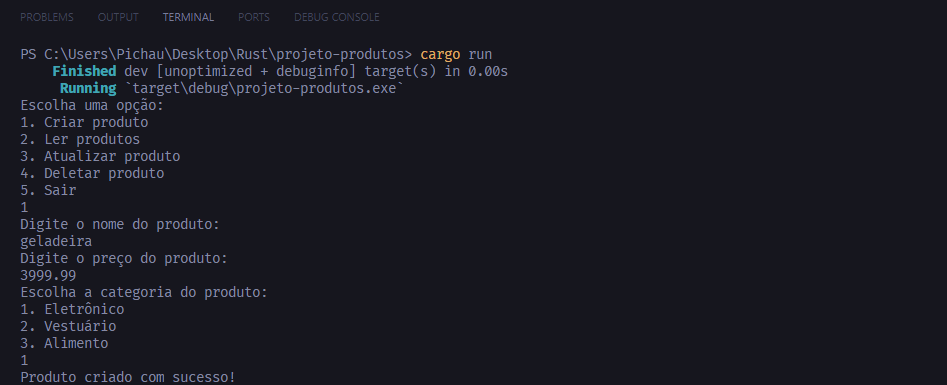 PROBLEMS OUTPUT TERMINAL PORTS DEBUG CONSOLE
PS C:\Users\Pichau\Desktop\Rust\projeto-produtos> cargo run
    Finished dev [unoptimized + debuginfo] target(s) in 0.00s
     Running `target\debug\projeto-produtos.exe`
Escolha uma opção:
1. Criar produto
2. Ler produtos
3. Atualizar produto
4. Deletar produto
5. Sair
1
Digite o nome do produto:
geladeira
Digite o preço do produto:
3999.99
Escolha a categoria do produto:
1. Eletrônico
2. Vestuário
3. Alimento
1
Produto criado com sucesso!